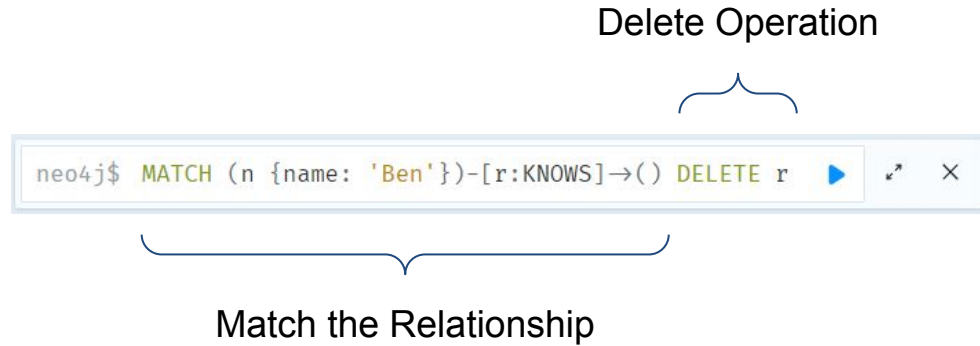 Delete Operation
neo4j$ MATCH (n {name: 'Ben'})-[r:KNOWS]→() DELETE r
Match the Relationship